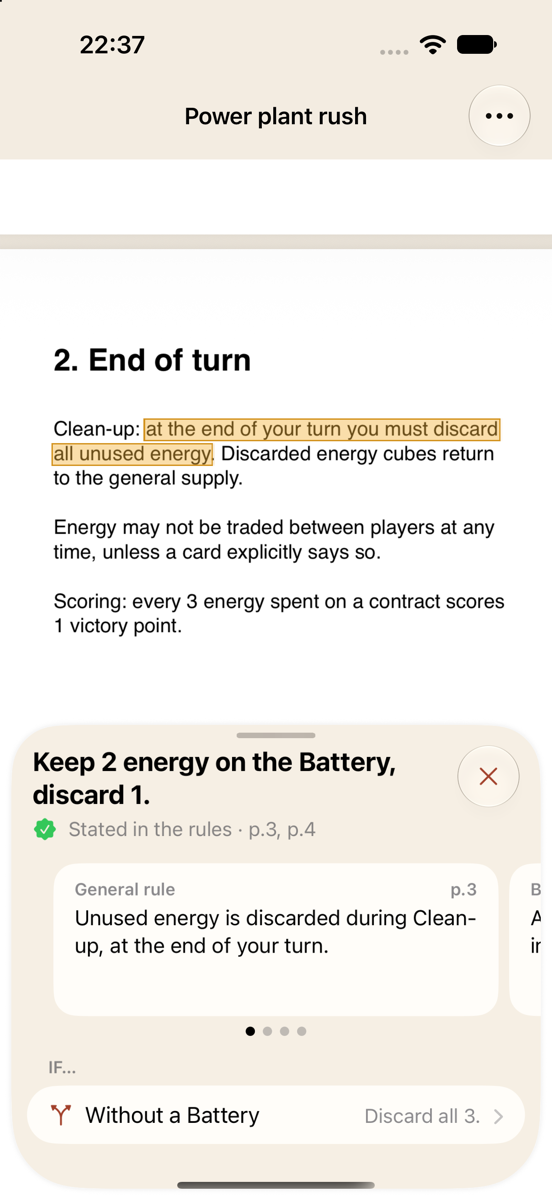 22:37
Power plant rush
2. End of turn
Clean-up: at the end of your turn you must discard
all unused energy. Discarded energy cubes return
to the general supply.
Energy may not be traded between players at any
time, unless a card explicitly says so.
Scoring: every 3 energy spent on a contract scores
1 victory point.
Keep 2 energy on the Battery,
discard 1.
Stated in the rules · p.3, p.4
General rule p.3
Unused energy is discarded during Clean-
up, at the end of your turn.
IF...
Without a Battery Discard all 3.